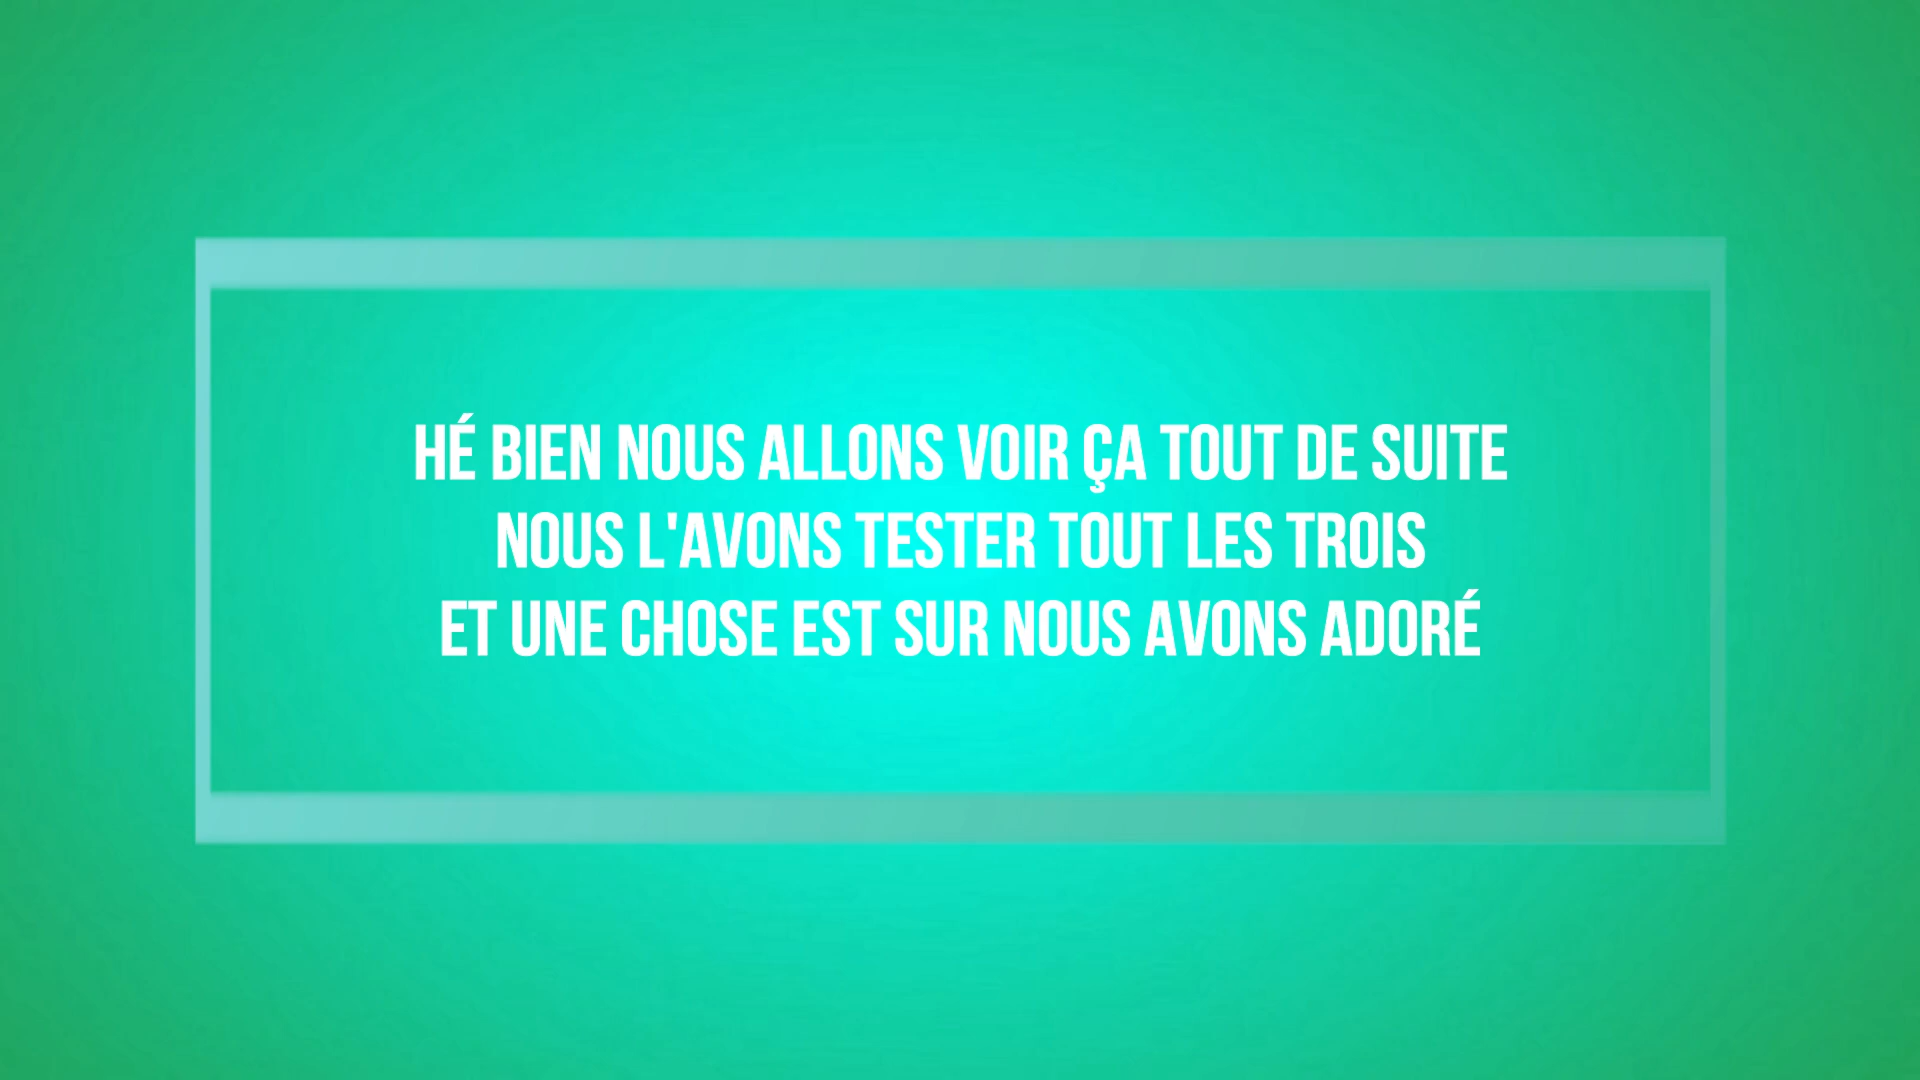 HÉ BIEN NOUS ALLONS VOIR ÇA TOUT DE SUITE
NOUS L'AVONS TESTER TOUT LES TROIS
ET UNE CHOSE EST SUR NOUS AVONS ADORÉ